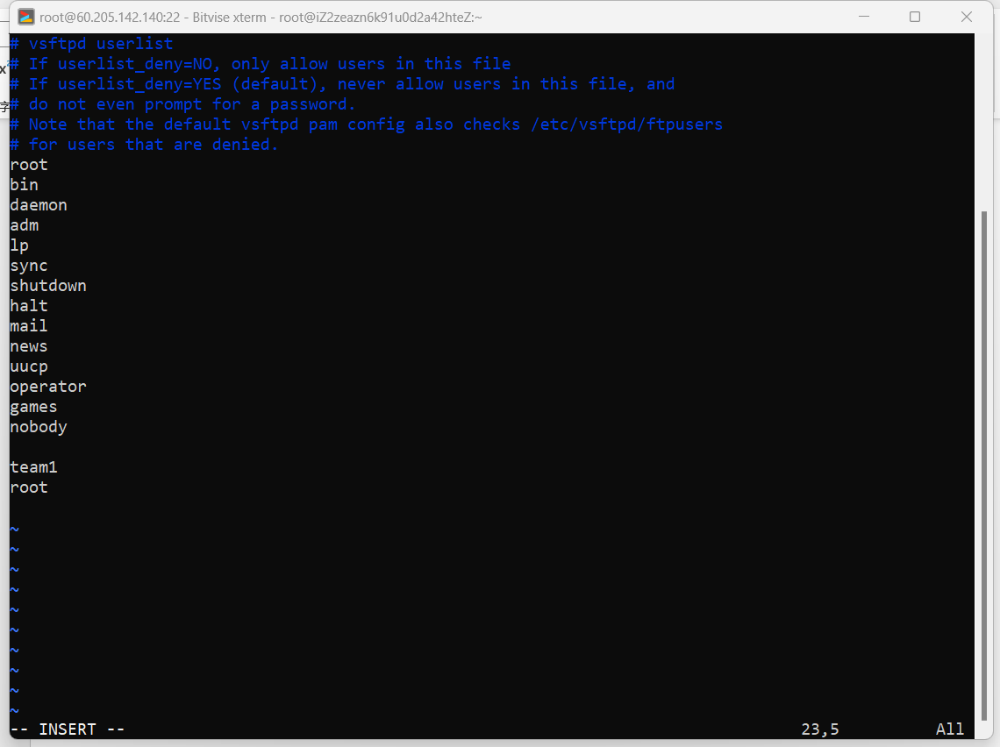 root@60.205.142.140:22 - Bitvise xterm - root@iZ2zeazn6k91u0d2a42hteZ:~
# vsftpd userlist
# If userlist_deny=NO, only allow users in this file
# If userlist_deny=YES (default), never allow users in this file, and
# do not even prompt for a password.
# Note that the default vsftpd pam config also checks /etc/vsftpd/ftpusers
# for users that are denied.
root
bin
daemon
adm
lp
sync
shutdown
halt
mail
news
uucp
operator
games
nobody
team1
root
~
~
~
~
~
~
~
~
~
~
-- INSERT -- 23,5 All